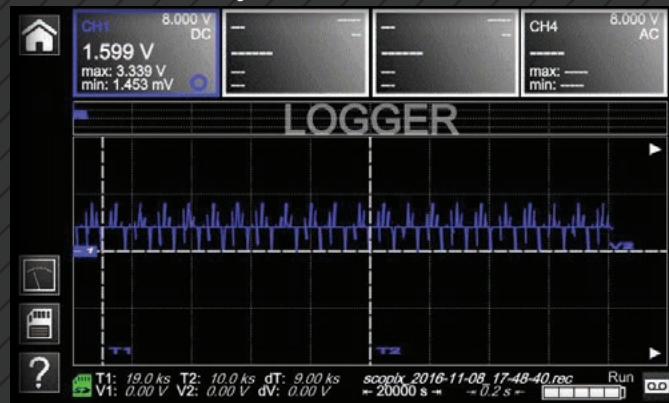 CH1 8.000 V
DC
1.599 V
max: 3.339 V
min: 1.453 mV
CH4 8.000 V
AC
max: ----
min: ----
LOGGER
1
V2
T1 T2
T1: 19.0 ks T2: 10.0 ks dT: 9.00 ks
V1: 0.00 V V2: 0.00 V dV: 0.00 V
scopix_2016-11-08_17-48-40.rec Run
20000 s 0.2 s
?